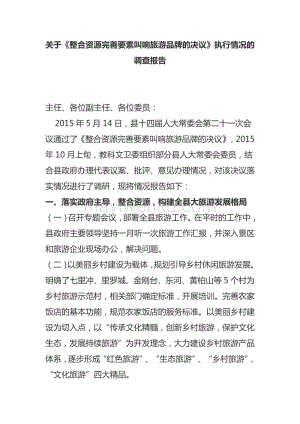 关于《整合资源完善要素叫响旅游品牌的决议》执行情况的
调查报告
主任、各位副主任、各位委员：
2015年5月14日，县十四届人大常委会第二十一次会
议通过了《整合资源完善要素叫响旅游品牌的决议》，2015
年10月上旬，教科文卫委组织部分县人大常委会委员，结
合县政府办理代表议案、批评、意见办理情况，对该决议落
实情况进行了调研，现将情况报告如下：
一、落实政府主导，整合资源，构建全县大旅游发展格局
（一）召开专题会议，部署全县旅游工作。在平时的工作中，
县政府主要领导坚持一月听一次旅游工作汇报，并深入景区
和旅游企业现场办公，解决问题。
（二）以美丽乡村建设为载体，规划引导乡村休闲旅游发展。
明确了七里冲、里罗城、金刚台、东河、黄柏山等5个村为
乡村旅游示范村，相关部门确定标准，开展培训。完善农家
饭店的基本功能，规范农家饭店的服务标准。以美丽乡村建
设为切入点，以“传承文化精髓，创新乡村旅游，保护文化
生态，发展持续旅游”为开发理念，大力建设乡村旅游产品
体系，逐步形成“红色旅游”、“生态旅游”、“乡村旅游”、
“文化旅游”四大精品。